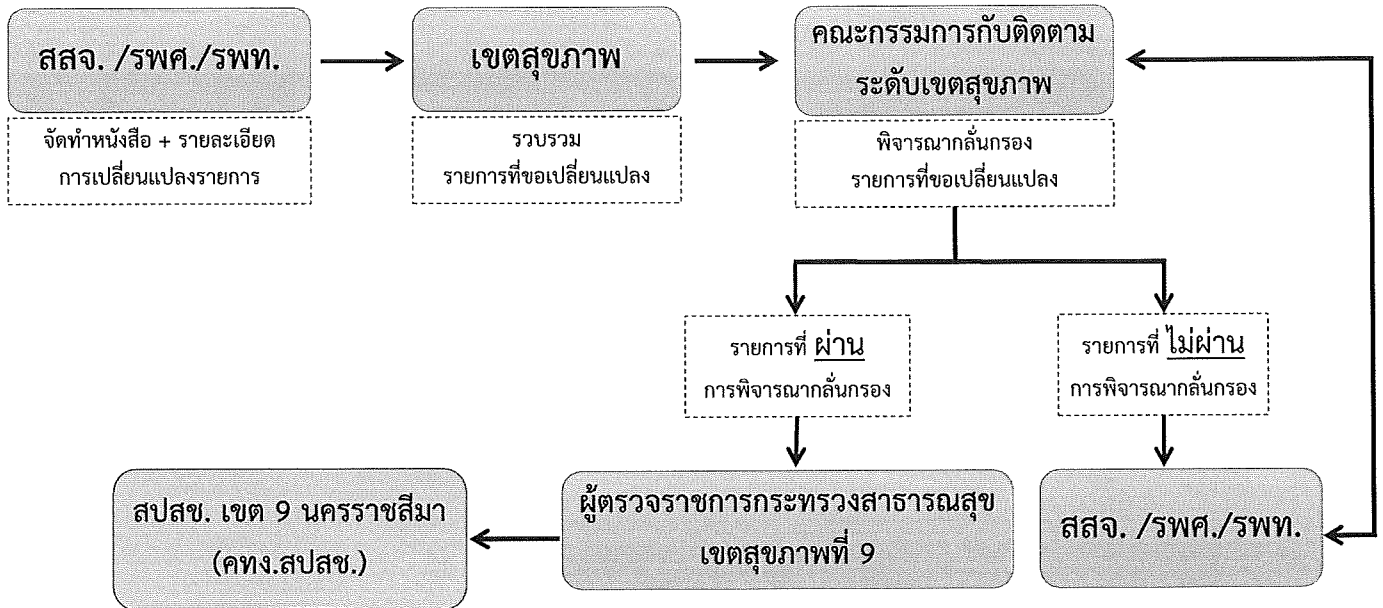 สสจ. /รพศ./รพท.
จัดทำหนังสือ + รายละเอียด
การเปลี่ยนแปลงรายการ
เขตสุขภาพ
รวบรวม
รายการที่ขอเปลี่ยนแปลง
คณะกรรมการกับติดตาม
ระดับเขตสุขภาพ
พิจารณากลั่นกรอง
รายการที่ขอเปลี่ยนแปลง
รายการที่ ผ่าน
การพิจารณากลั่นกรอง
รายการที่ ไม่ผ่าน
การพิจารณากลั่นกรอง
สปสช. เขต 9 นครราชสีมา
(คทง.สปสช.)
ผู้ตรวจราชการกระทรวงสาธารณสุข
เขตสุขภาพที่ 9
สสจ. /รพศ./รพท.